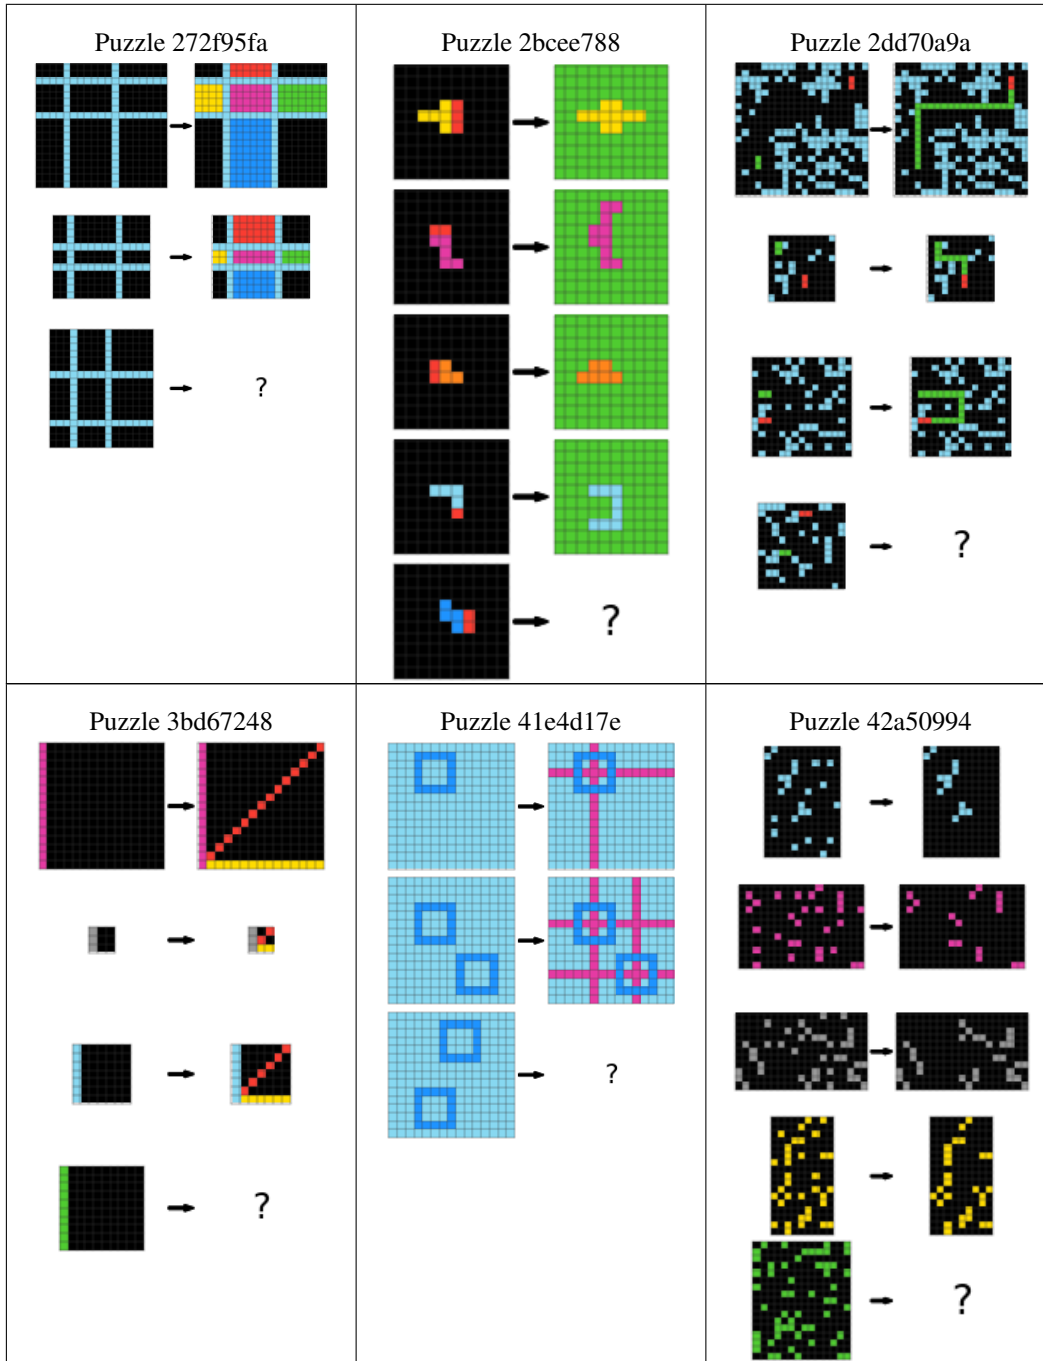 Puzzle 272f95fa
Puzzle 2bcee788
Puzzle 2dd70a9a
?
?
?
Puzzle 3bd67248
Puzzle 41e4d17e
Puzzle 42a50994
?
?
?